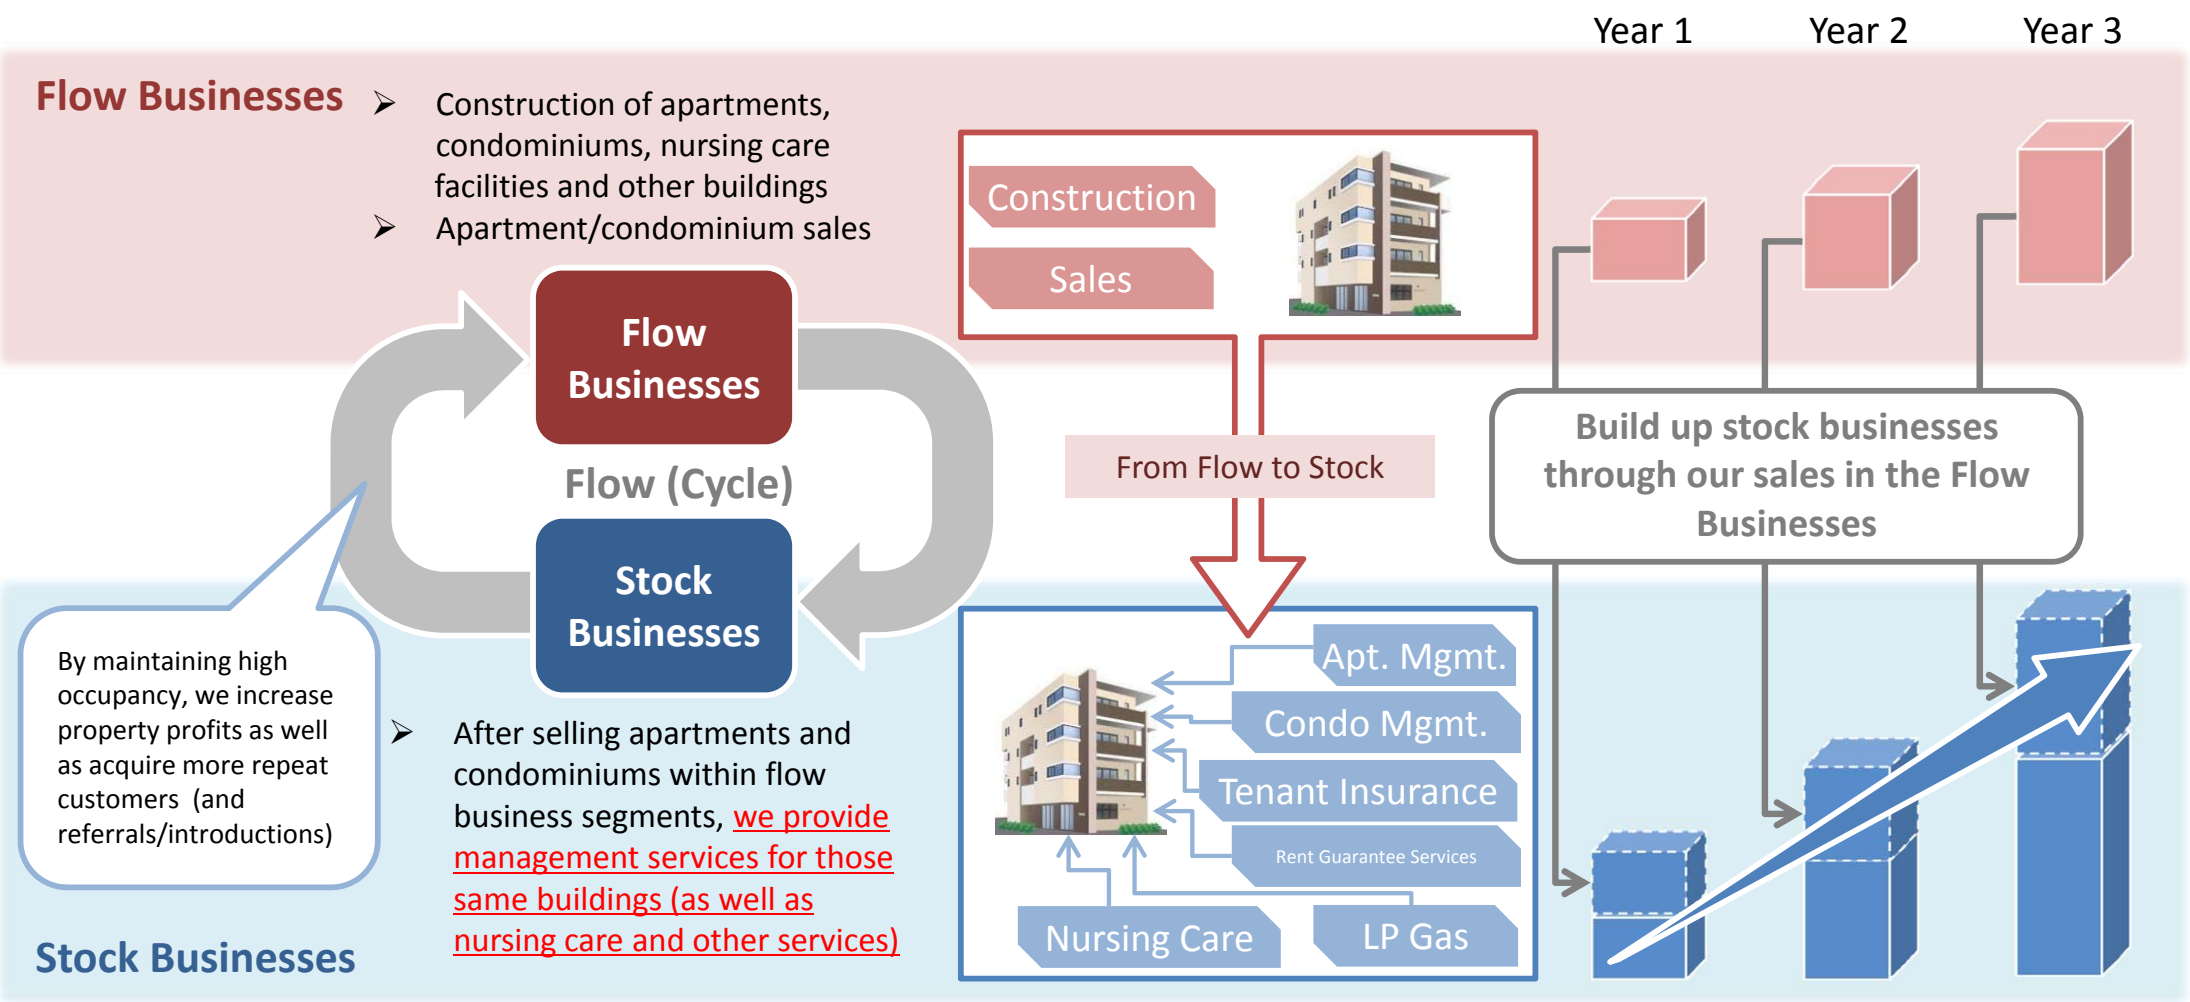 Year 1
Year 2
Year 3
Flow Businesses
➢ Construction of apartments,
condominiums, nursing care
facilities and other buildings
➢ Apartment/condominium sales
Construction
Sales
Flow
Businesses
Flow (Cycle)
Stock
Businesses
From Flow to Stock
Build up stock businesses
through our sales in the Flow
Businesses
By maintaining high
occupancy, we increase
property profits as well
as acquire more repeat
customers (and
referrals/introductions)
➢ After selling apartments and
condominiums within flow
business segments, we provide
management services for those
same buildings (as well as
nursing care and other services)
Stock Businesses
Apt. Mgmt.
Condo Mgmt.
Tenant Insurance
Rent Guarantee Services
Nursing Care
LP Gas